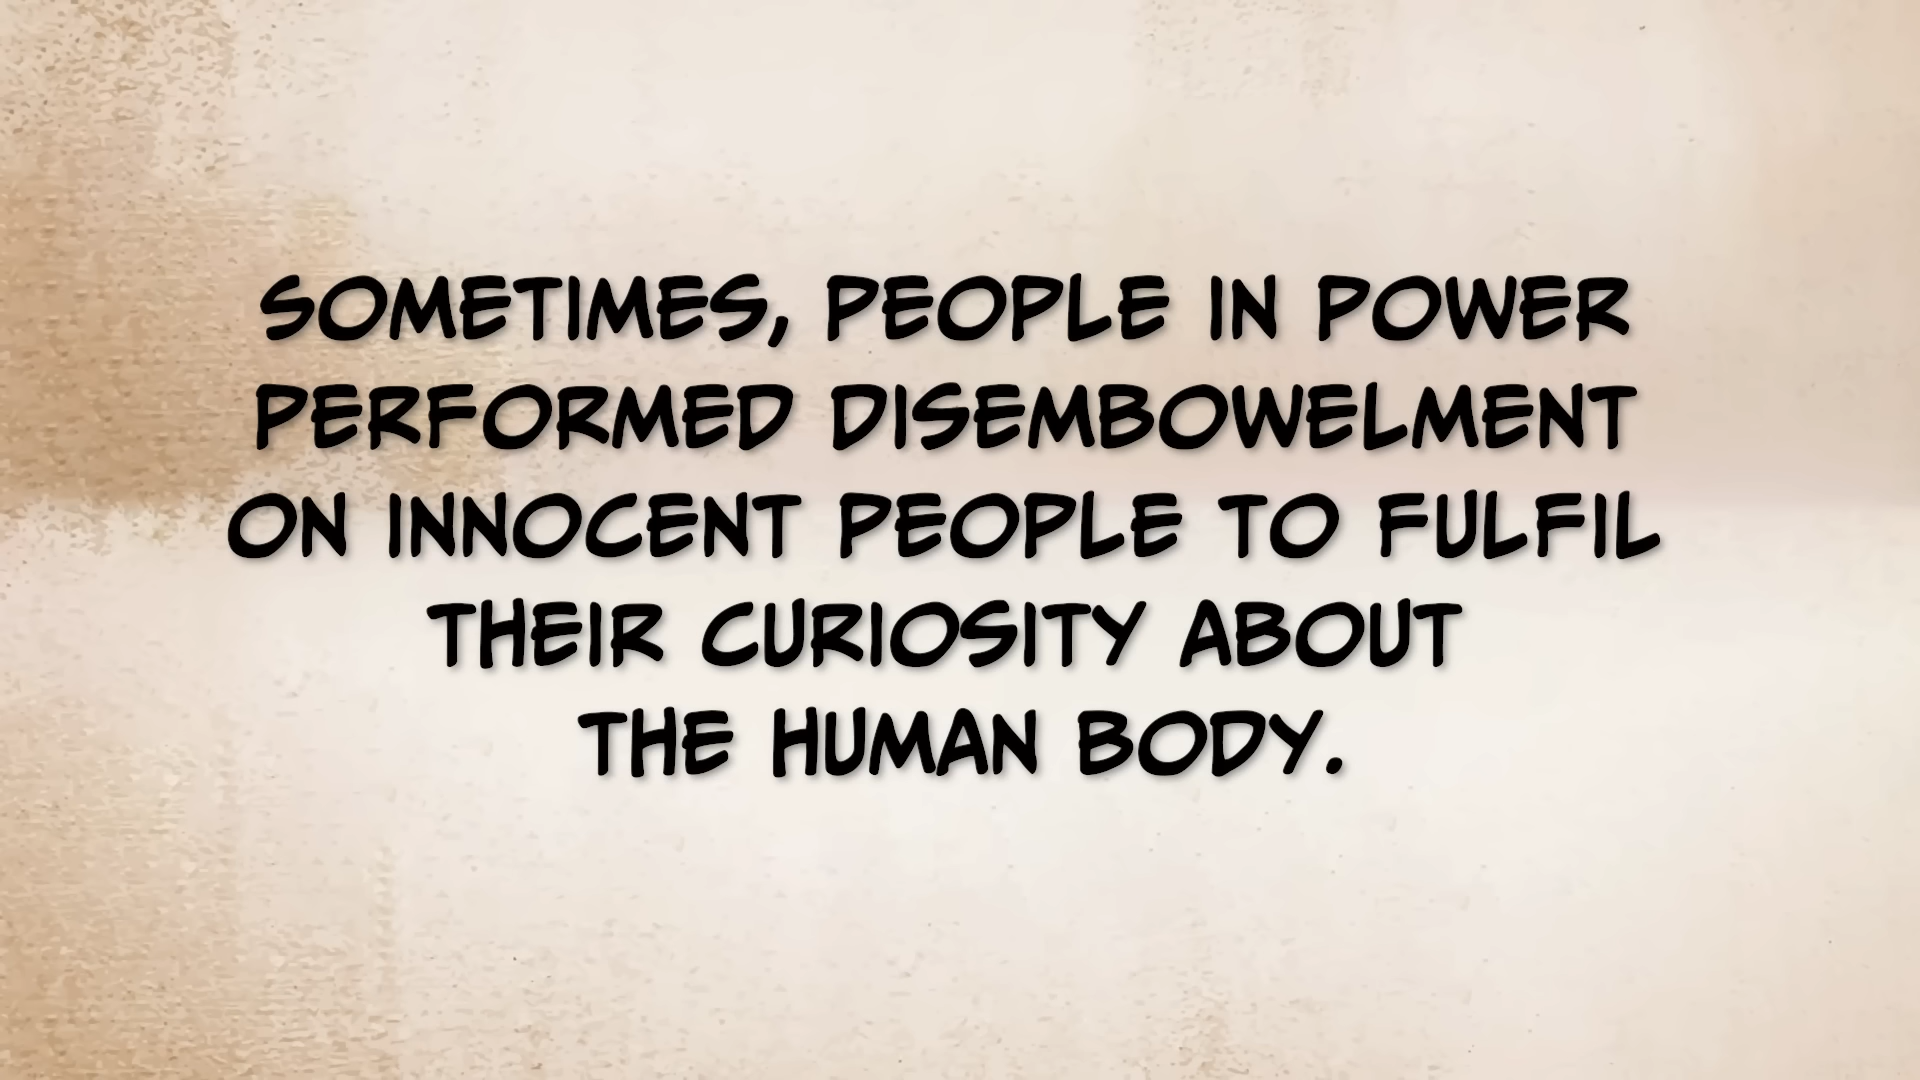 SOMETIMES, PEOPLE IN POWER
PERFORMED DISEMBOWELMENT
ON INNOCENT PEOPLE TO FULFIL
THEIR CURIOSITY ABOUT
THE HUMAN BODY.